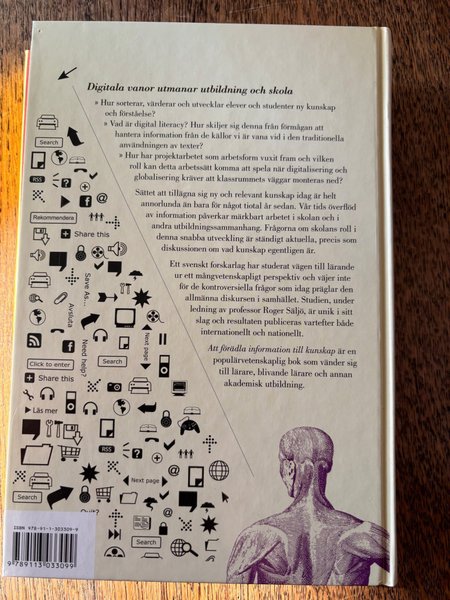 Digitala vanor utmanar utbildning och skola
» Hur sorterar, värderar och utvecklar elever och studenter ny kunskap
och förståelse?
» Vad är digital literacy? Hur skiljer sig denna från förmågan att
hantera information från de källor vi är vana vid i den traditionella
användningen av texter?
» Hur har projektarbetet som arbetsform vuxit fram och vilken
roll kan detta arbetssätt komma att spela när digitalisering och
globalisering kräver att klassrummets väggar monteras ned?
Sättet att tillägna sig ny och relevant kunskap idag är helt
annorlunda än bara för något tiotal år sedan. Vår tids överflöd
av information påverkar märkbart arbetet i skolan och i
andra utbildningssammanhang. Frågorna om skolans roll i
denna snabba utveckling är ständigt aktuella, precis som
diskussionen om vad kunskap egentligen är.
Ett svenskt forskarlag har studerat vägen till lärande
ur ett mångvetenskapligt perspektiv och väjer inte
för de kontroversiella frågor som idag präglar den
allmänna diskursen i samhället. Studien, under
ledning av professor Roger Säljö, är unik i sitt
slag och resultaten publiceras vartefter både
internationellt och nationellt.
Att förädla information till kunskap är en
populärvetenskaplig bok som vänder sig
till lärare, blivande lärare och annan
akademisk utbildning.
Search
RSS
Rekommendera
Share this
Save As...
Avsluta
Next page
Need help?
Click to enter
Share this
Läs mer
RSS
Next page
Search
Quit?
Search
ISBN 978-91-1-303309-9
9 789113 033099